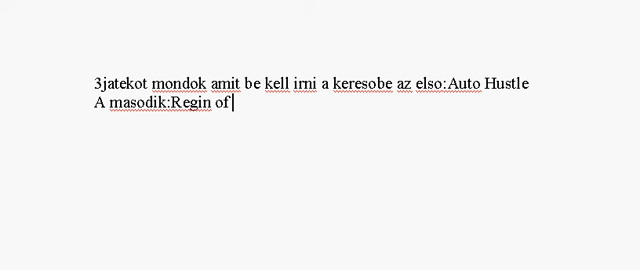 3jatekot mondok amit be kell irni a keresobe az elso:Auto Hustle
A masodik:Regin of